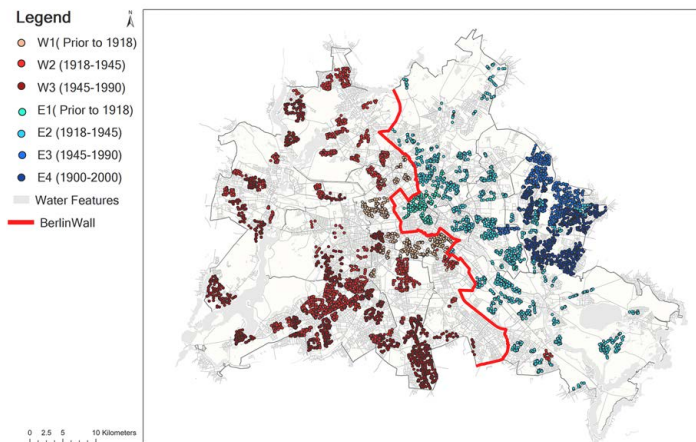 Legend
N
W1( Prior to 1918)
W2 (1918-1945)
W3 (1945-1990)
E1( Prior to 1918)
E2 (1918-1945)
E3 (1945-1990)
E4 (1900-2000)
Water Features
BerlinWall
0 2.5 5 10 Kilometers